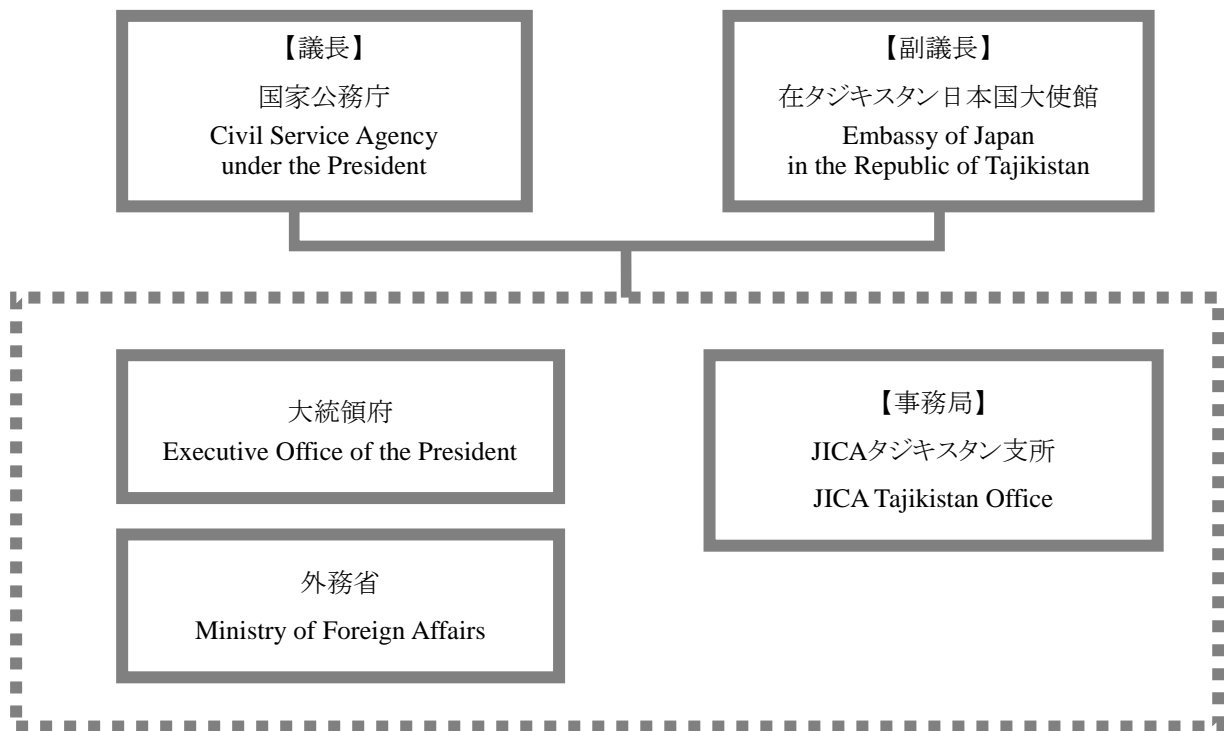 【議長】
国家公務庁
Civil Service Agency
under the President
【副議長】
在タジキスタン日本国大使館
Embassy of Japan
in the Republic of Tajikistan
大統領府
Executive Office of the President
外務省
Ministry of Foreign Affairs
【事務局】
JICAタジキスタン支所
JICA Tajikistan Office